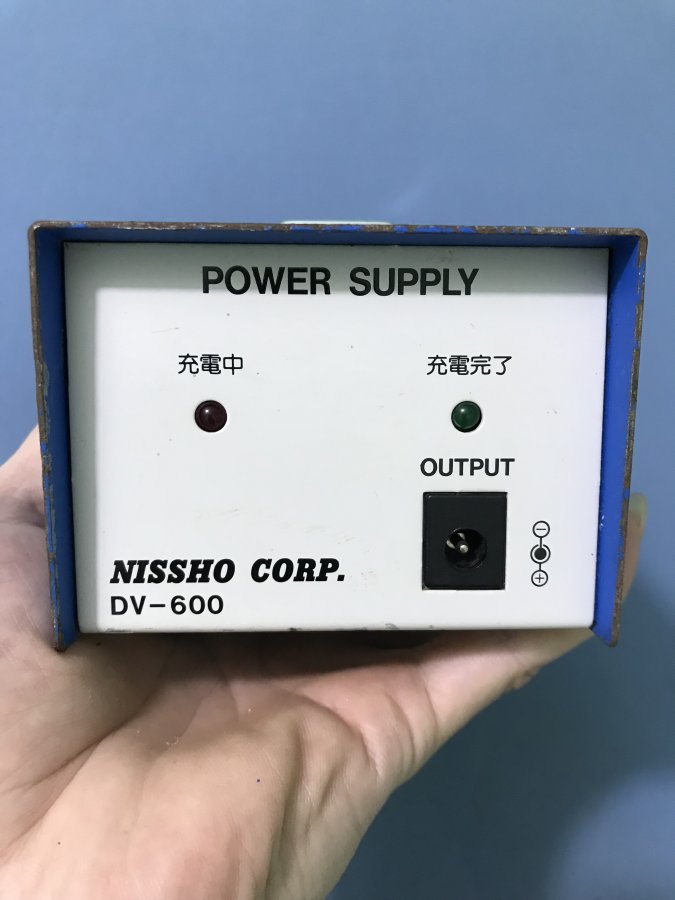 POWER SUPPLY
充電中
充電完了
OUTPUT
NISSHO CORP.
DV-600